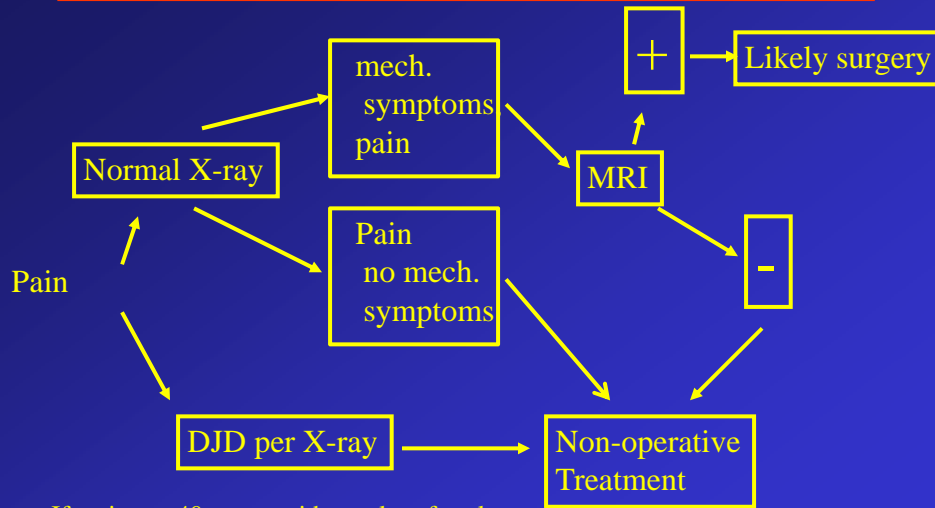 mech.
symptoms
pain
+
Likely surgery
Normal X-ray
MRI
Pain
no mech.
symptoms
-
Pain
DJD per X-ray
Non-operative
Treatment